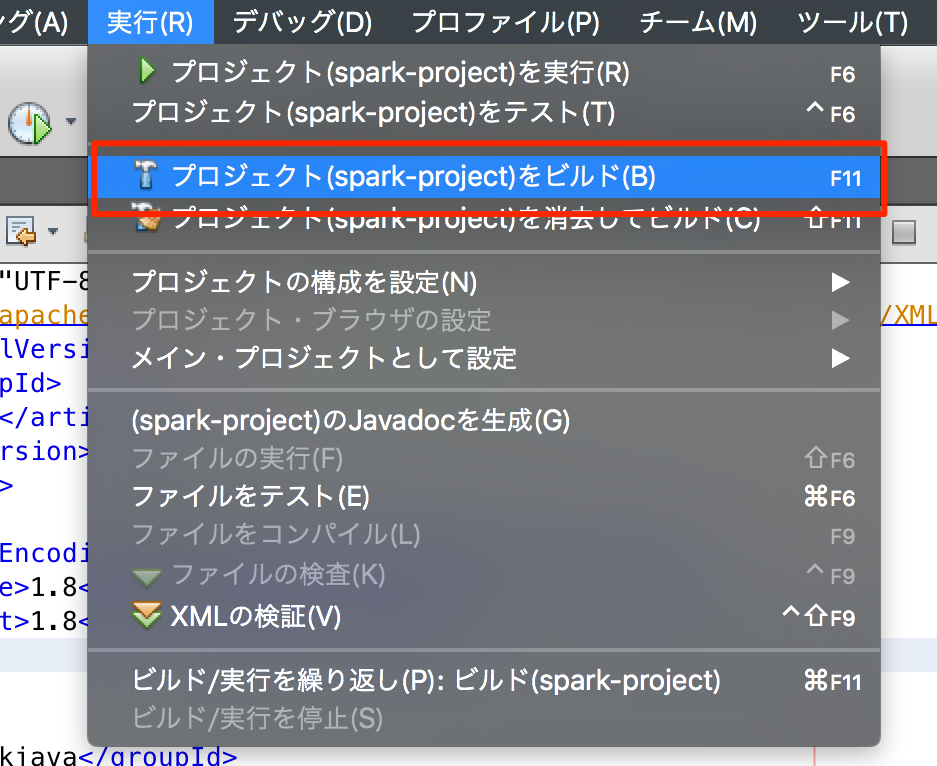 グ(A) 実行(R) デバッグ(D) プロファイル(P) チーム(M) ツール(T)
プロジェクト(spark-project)を実行(R) F6
プロジェクト(spark-project)をテスト(T) ^F6
プロジェクト(spark-project)をビルド(B) F11
プロジェクト(spark-project)を消去してビルド(C) ⇧F11
"UTF-8
プロジェクトの構成を設定(N) ▶
apache
プロジェクト・ブラウザの設定 ▶
/XML
lVersi
メイン・プロジェクトとして設定 ▶
pId>
</arti
(spark-project)のJavadocを生成(G)
rsion>
ファイルの実行(F) ⇧F6
>
ファイルをテスト(E) ⌘F6
ファイルをコンパイル(L) F9
Encodi
ファイルの検査(K) ^F9
e>1.8<
XMLの検証(V) ^⇧F9
t>1.8<
ビルド/実行を繰り返し(P): ビルド(spark-project) ⌘F11
ビルド/実行を停止(S)
kjava</groupId>